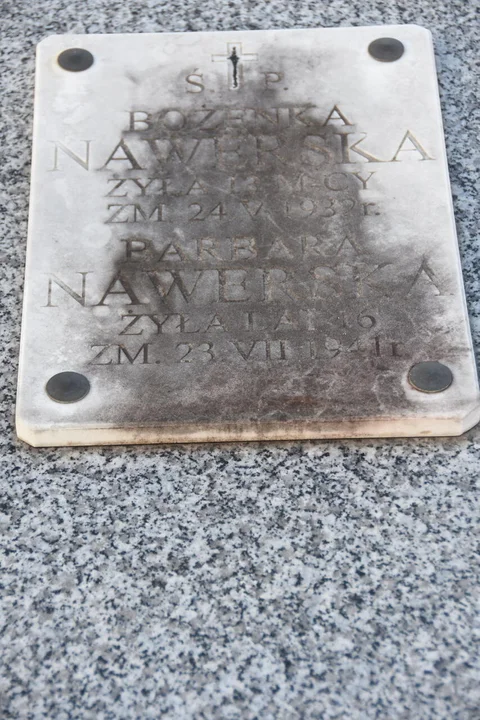 Ś. P.
BOŻENKA
NAWERSKA
ŻYŁA M-CY
ZM. 24 V 1939 r.
BARBARA
NAWERSKA
ŻYŁA LAT 16
ZM. 23 VII 1941 r.